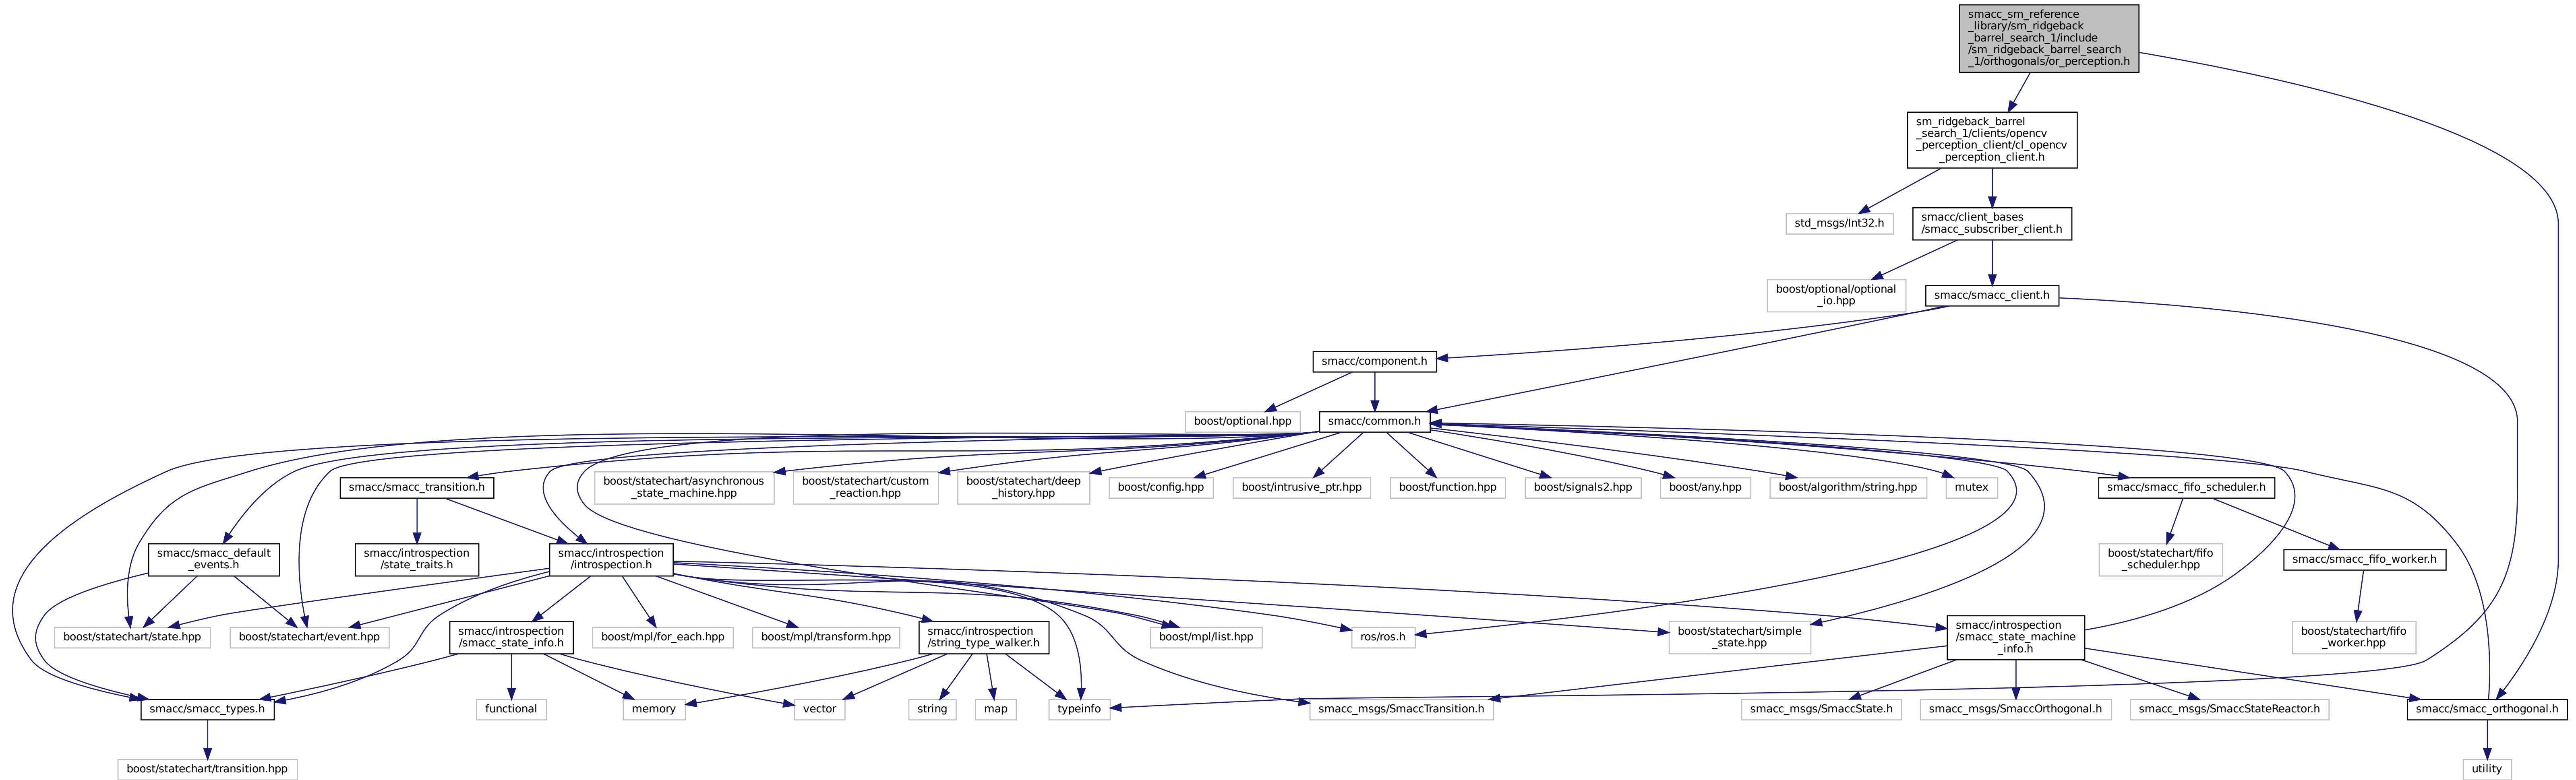 smacc_sm_reference
_library/sm_ridgeback
_barrel_search_1/include
/sm_ridgeback_barrel_search
_1/orthogonals/or_perception.h
sm_ridgeback_barrel
_search_1/clients/opencv
_perception_client/cl_opencv
_perception_client.h
std_msgs/Int32.h
smacc/client_bases
/smacc_subscriber_client.h
boost/optional/optional
_io.hpp
smacc/smacc_client.h
smacc/component.h
boost/optional.hpp
smacc/common.h
smacc/smacc_transition.h
boost/statechart/asynchronous
_state_machine.hpp
boost/statechart/custom
_reaction.hpp
boost/statechart/deep
_history.hpp
boost/config.hpp
boost/intrusive_ptr.hpp
boost/function.hpp
boost/signals2.hpp
boost/any.hpp
boost/algorithm/string.hpp
mutex
smacc/smacc_fifo_scheduler.h
smacc/smacc_default
_events.h
smacc/introspection
/state_traits.h
smacc/introspection
/introspection.h
boost/statechart/fifo
_scheduler.hpp
smacc/smacc_fifo_worker.h
boost/statechart/state.hpp
boost/statechart/event.hpp
smacc/introspection
/smacc_state_info.h
boost/mpl/for_each.hpp
boost/mpl/transform.hpp
smacc/introspection
/string_type_walker.h
boost/mpl/list.hpp
ros/ros.h
boost/statechart/simple
_state.hpp
smacc/introspection
/smacc_state_machine
_info.h
boost/statechart/fifo
_worker.hpp
smacc/smacc_types.h
functional
memory
vector
string
map
typeinfo
smacc_msgs/SmaccTransition.h
smacc_msgs/SmaccState.h
smacc_msgs/SmaccOrthogonal.h
smacc_msgs/SmaccStateReactor.h
smacc/smacc_orthogonal.h
boost/statechart/transition.hpp
utility